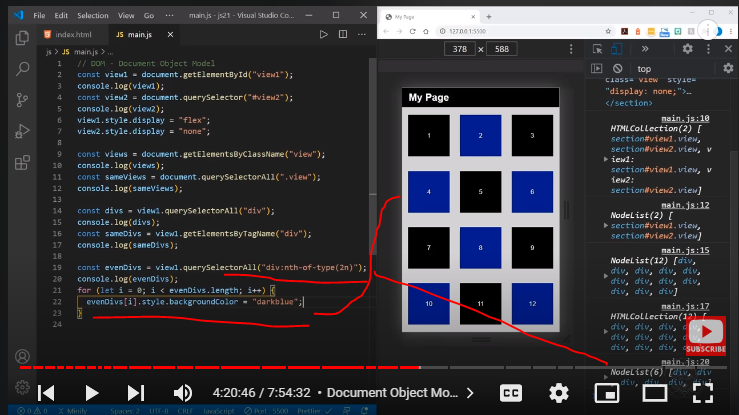 File Edit Selection View Go ··· main.js - js21 - Visual Studio Co...
index.html
main.js
js > main.js > ...
1 // DOM - Document Object Model
2 const view1 = document.getElementById("view1");
3 console.log(view1);
4 const view2 = document.querySelector("#view2");
5 console.log(view2);
6 view1.style.display = "flex";
7 view2.style.display = "none";
8
9 const views = document.getElementsByClassName("view");
10 console.log(views);
11 const sameViews = document.querySelectorAll(".view");
12 console.log(sameViews);
13
14 const divs = view1.querySelectorAll("div");
15 console.log(divs);
16 const sameDivs = view1.getElementsByTagName("div");
17 console.log(sameDivs);
18
19 const evenDivs = view1.querySelectorAll("div:nth-of-type(2n)");
20 console.log(evenDivs);
21 for (let i = 0; i < evenDivs.length; i++) {
22 evenDivs[i].style.backgroundColor = "darkblue";
23 }
24
My Page
127.0.0.1:5500
378 × 588
My Page
1 2 3
4 5 6
7 8 9
10 11 12
top
class="view" style=
"display: none;">…
</section>
main.js:10
HTMLCollection(2) [
section#view1.view,
section#view2.view, v
iew1:
section#view1.view,
view2:
section#view2.view]
main.js:12
NodeList(2) [
section#view1.view,
section#view2.view]
main.js:15
NodeList(12) [div,
div, div, div, div,
div, div, div, div,
div, div, div]
main.js:17
HTMLCollection(12) [
div, div, div, div,
div, div, div, div,
div, div, div, div]
SUBSCRIBE
main.js:20
NodeList(6) [div,
4:20:46 / 7:54:32 • Document Object Mo...
CC
Minify
UTF-8 CRLF JavaScript Port: 5500 Prettier